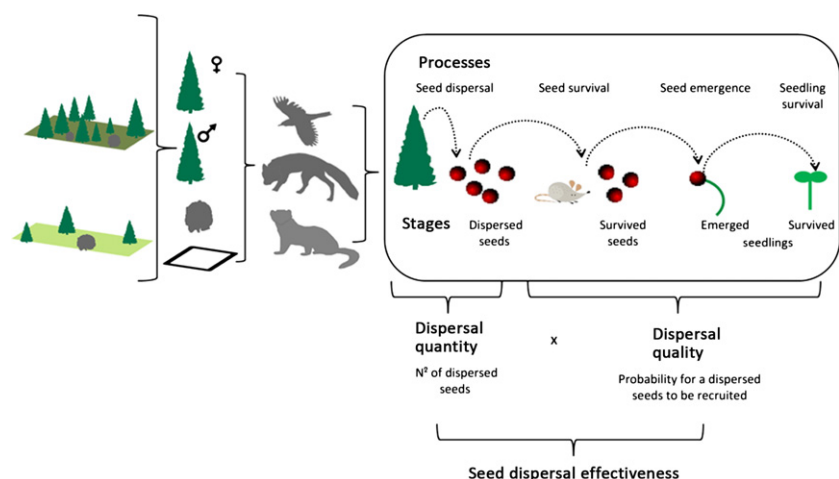 ♀
♂
Processes
Seed dispersal
Seed survival
Seed emergence
Seedling
survival
Stages
Dispersed
seeds
Survived
seeds
Emerged
Survived
seedlings
Dispersal
quantity
x
Dispersal
quality
Nº of dispersed
seeds
Probability for a dispersed
seeds to be recruited
Seed dispersal effectiveness